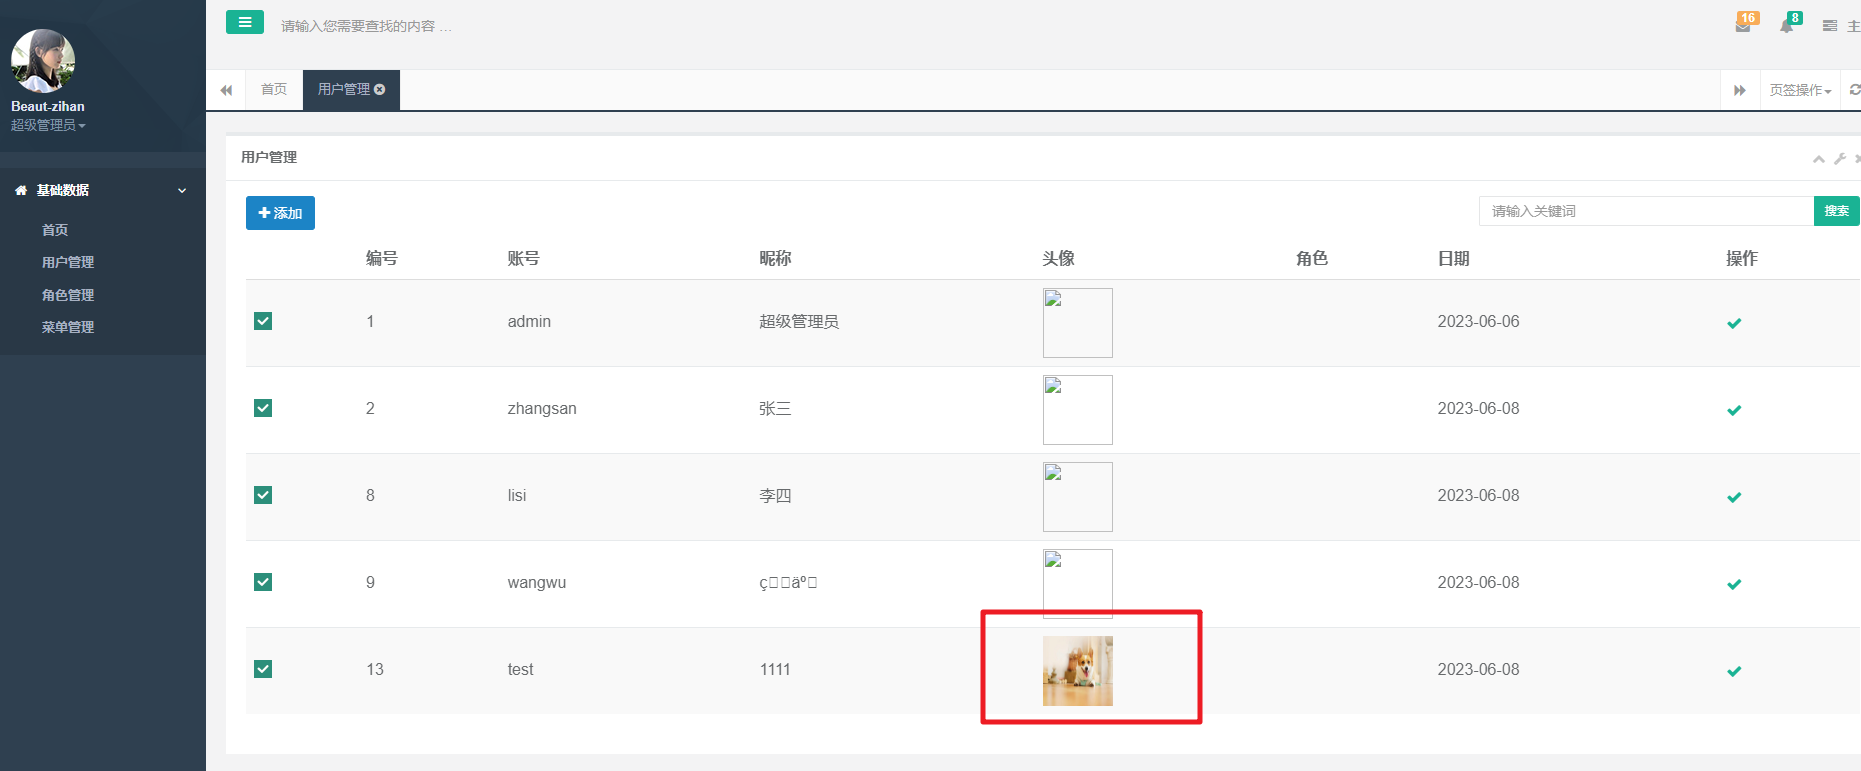 Beaut-zihan
超级管理员
基础数据
首页
用户管理
角色管理
菜单管理
请输入您需要查找的内容 …
16
8
主
首页
用户管理
页签操作
用户管理
添加
请输入关键词
搜索
编号 账号 昵称 头像 角色 日期 操作
1 admin 超级管理员 2023-06-06
2 zhangsan 张三 2023-06-08
8 lisi 李四 2023-06-08
9 wangwu ç□□äº□ 2023-06-08
13 test 1111 2023-06-08